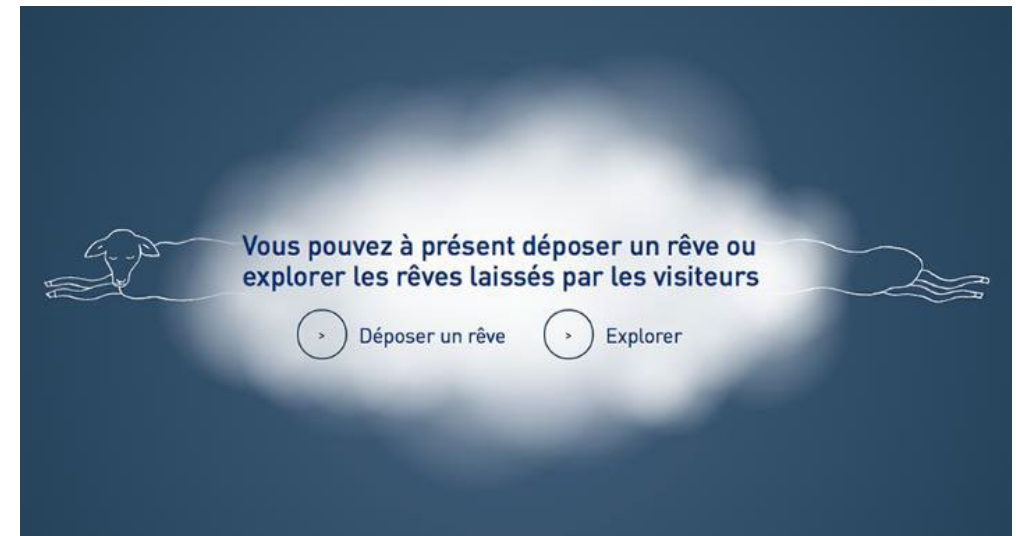 Vous pouvez à présent déposer un rêve ou
explorer les rêves laissés par les visiteurs
> Déposer un rêve > Explorer